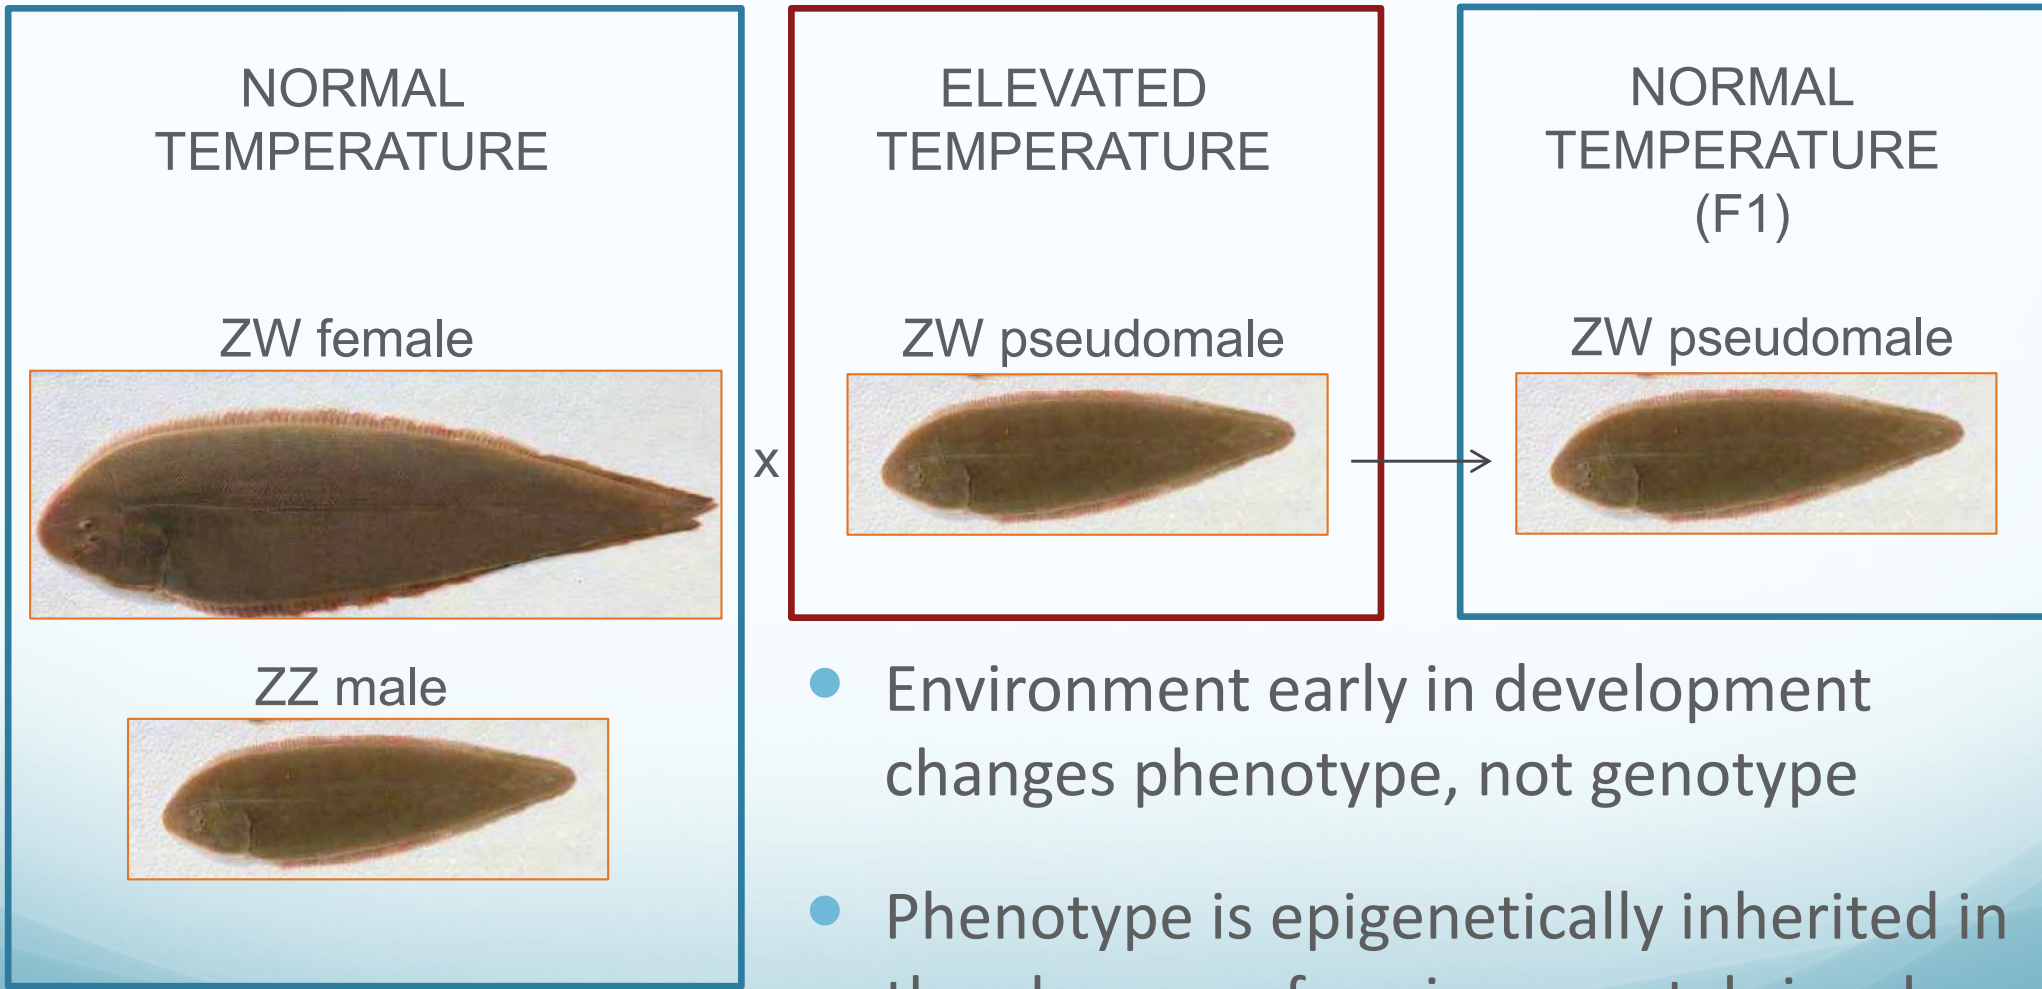 NORMAL
TEMPERATURE
ZW female
ZZ male
x
ELEVATED
TEMPERATURE
ZW pseudomale
NORMAL
TEMPERATURE
(F1)
ZW pseudomale
• Environment early in development
changes phenotype, not genotype
• Phenotype is epigenetically inherited in